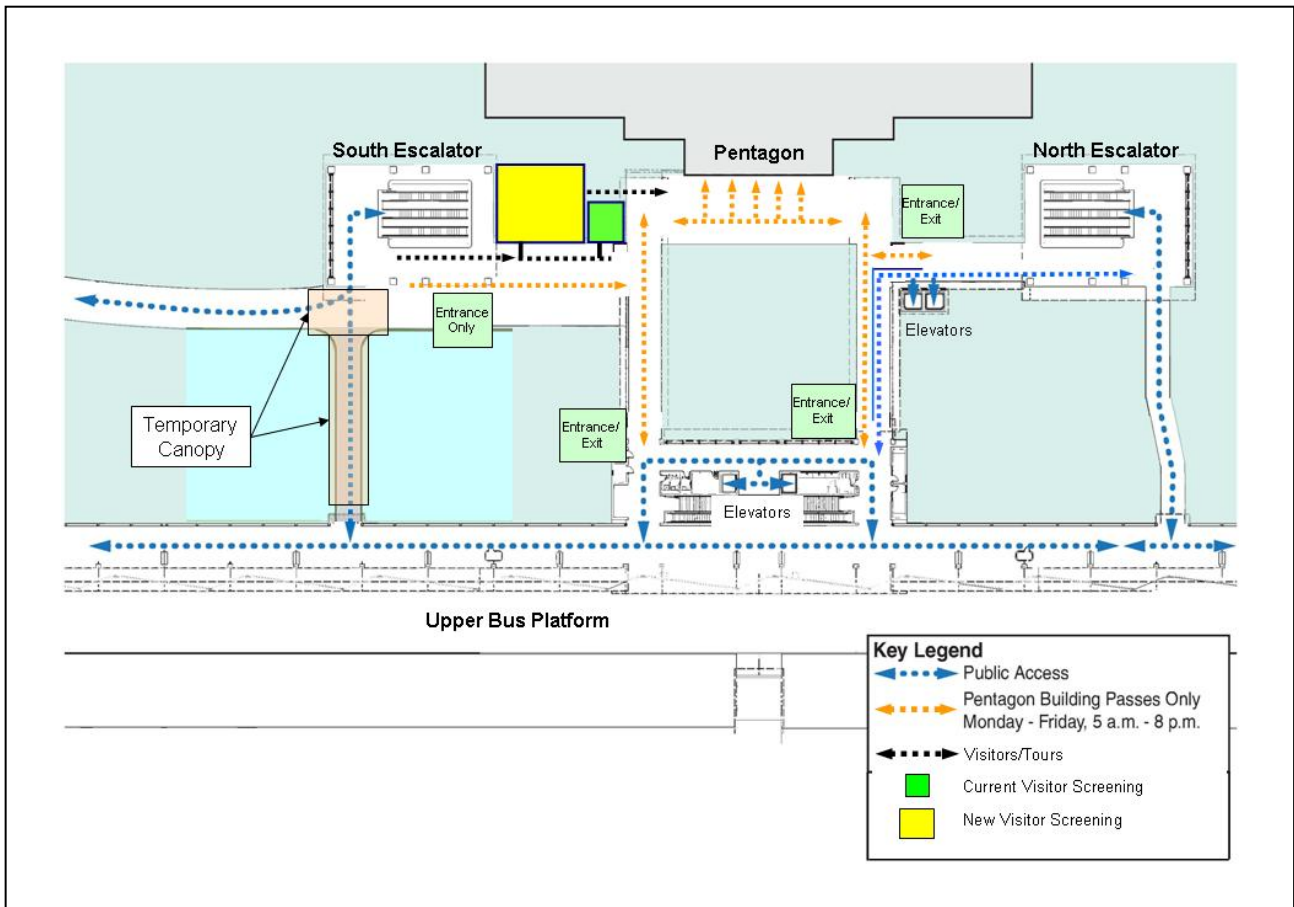 South Escalator
Pentagon
North Escalator
Entrance/
Exit
Entrance
Only
Elevators
Temporary
Canopy
Entrance/
Exit
Entrance/
Exit
Elevators
Upper Bus Platform
Key Legend
Public Access
Pentagon Building Passes Only
Monday - Friday, 5 a.m. - 8 p.m.
Visitors/Tours
Current Visitor Screening
New Visitor Screening